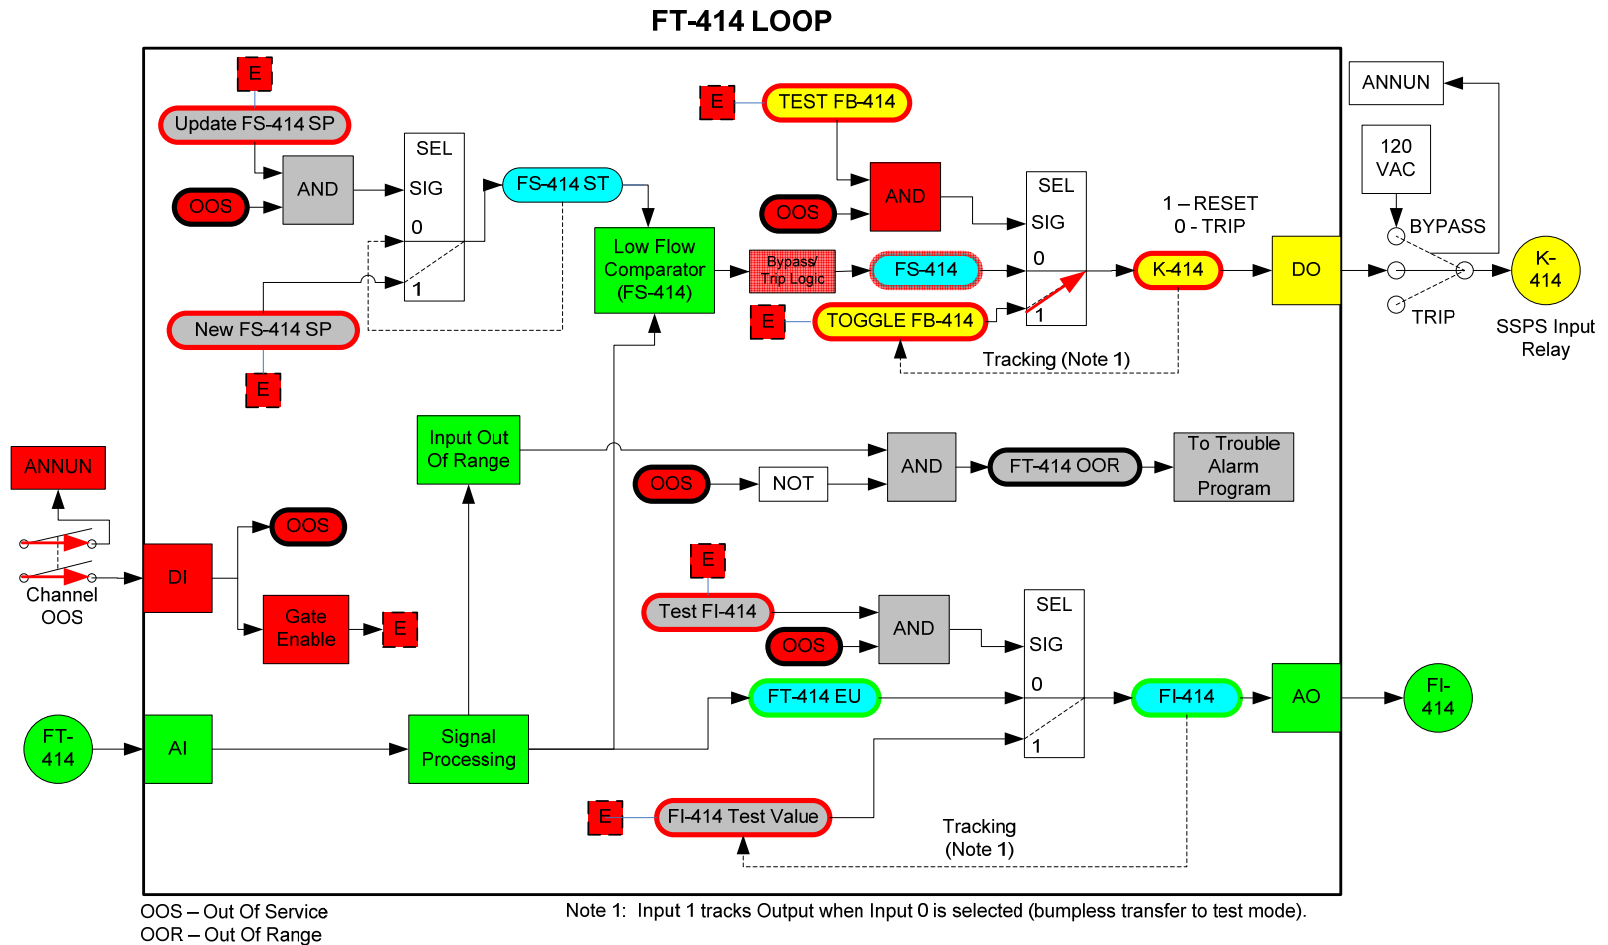 FT-414 LOOP
E
Update FS-414 SP
OOS
AND
SEL
SIG
0
1
FS-414 ST
New FS-414 SP
E
Low Flow
Comparator
(FS-414)
E
TEST FB-414
OOS
AND
Bypass/
Trip Logic
FS-414
E
TOGGLE FB-414
SEL
SIG
0
1
Tracking (Note 1)
1 – RESET
0 - TRIP
K-414
DO
ANNUN
120
VAC
BYPASS
TRIP
K-
414
SSPS Input
Relay
Input Out
Of Range
OOS
NOT
AND
FT-414 OOR
To Trouble
Alarm
Program
ANNUN
Channel
OOS
DI
OOS
Gate
Enable
E
E
Test FI-414
OOS
AND
SEL
SIG
0
1
FT-414 EU
FI-414
AO
FI-
414
FT-
414
AI
Signal
Processing
E
FI-414 Test Value
Tracking
(Note 1)
OOS – Out Of Service
OOR – Out Of Range
Note 1: Input 1 tracks Output when Input 0 is selected (bumpless transfer to test mode).